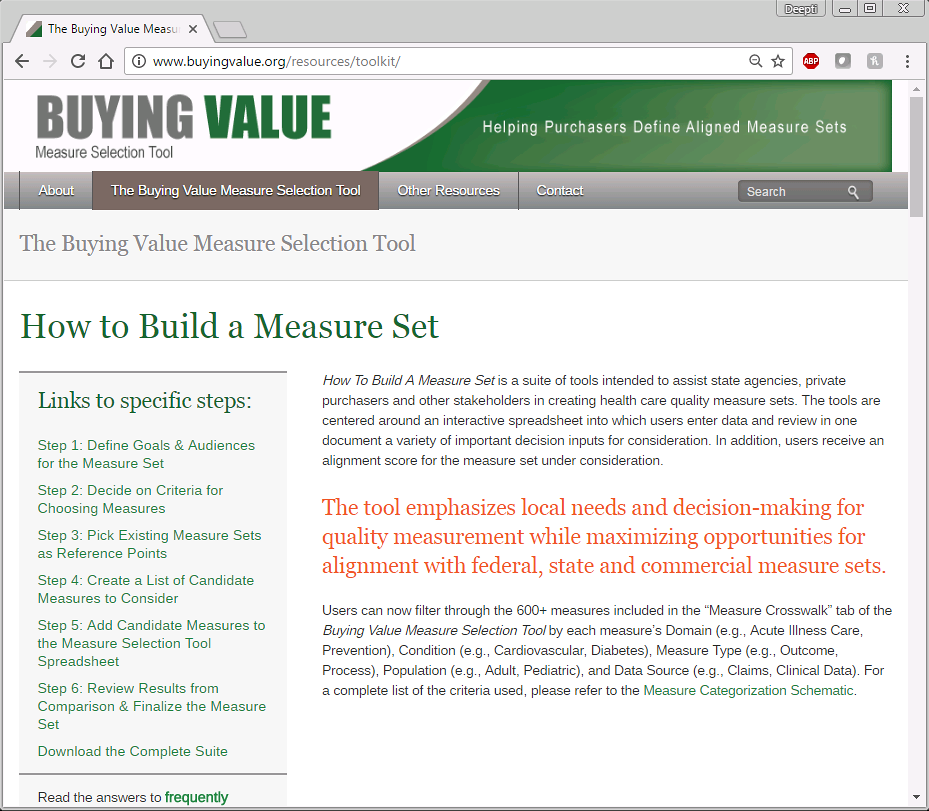 Deepti
The Buying Value Measu
www.buyingvalue.org/resources/toolkit/
ABP
BUYING VALUE
Measure Selection Tool
Helping Purchasers Define Aligned Measure Sets
About
The Buying Value Measure Selection Tool
Other Resources
Contact
Search
The Buying Value Measure Selection Tool
How to Build a Measure Set
Links to specific steps:
Step 1: Define Goals & Audiences
for the Measure Set
Step 2: Decide on Criteria for
Choosing Measures
Step 3: Pick Existing Measure Sets
as Reference Points
Step 4: Create a List of Candidate
Measures to Consider
Step 5: Add Candidate Measures to
the Measure Selection Tool
Spreadsheet
Step 6: Review Results from
Comparison & Finalize the Measure
Set
Download the Complete Suite
Read the answers to frequently
How To Build A Measure Set is a suite of tools intended to assist state agencies, private
purchasers and other stakeholders in creating health care quality measure sets. The tools are
centered around an interactive spreadsheet into which users enter data and review in one
document a variety of important decision inputs for consideration. In addition, users receive an
alignment score for the measure set under consideration.
The tool emphasizes local needs and decision-making for
quality measurement while maximizing opportunities for
alignment with federal, state and commercial measure sets.
Users can now filter through the 600+ measures included in the “Measure Crosswalk” tab of the
Buying Value Measure Selection Tool by each measure’s Domain (e.g., Acute Illness Care,
Prevention), Condition (e.g., Cardiovascular, Diabetes), Measure Type (e.g., Outcome,
Process), Population (e.g., Adult, Pediatric), and Data Source (e.g., Claims, Clinical Data). For
a complete list of the criteria used, please refer to the Measure Categorization Schematic.